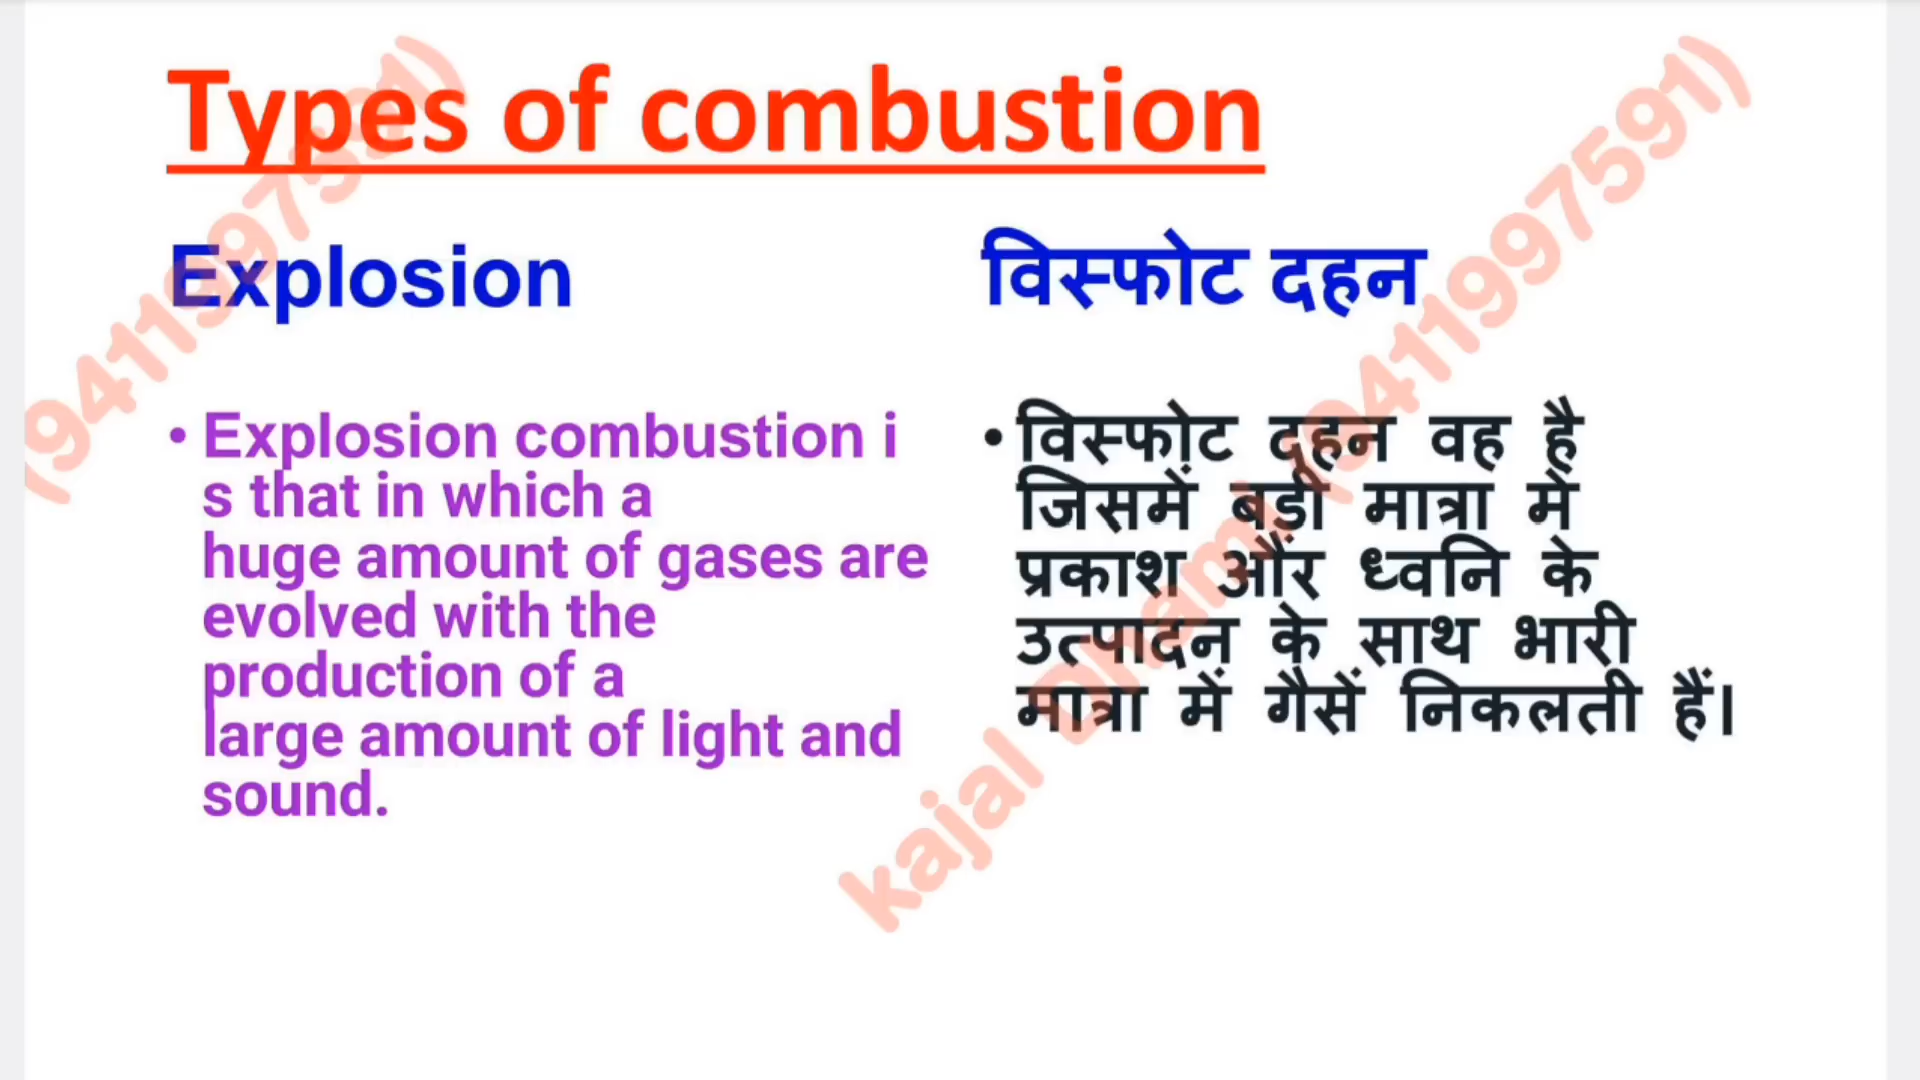 Types of combustion
Explosion
• Explosion combustion i
s that in which a
huge amount of gases are
evolved with the
production of a
large amount of light and
sound.
विस्फोट दहन
• विस्फोट दहन वह है
जिसमें बड़ी मात्रा में
प्रकाश और ध्वनि के
उत्पादन के साथ भारी
मात्रा में गैसें निकलती हैं।
(9411997591)
kajal Dhami (9411997591)